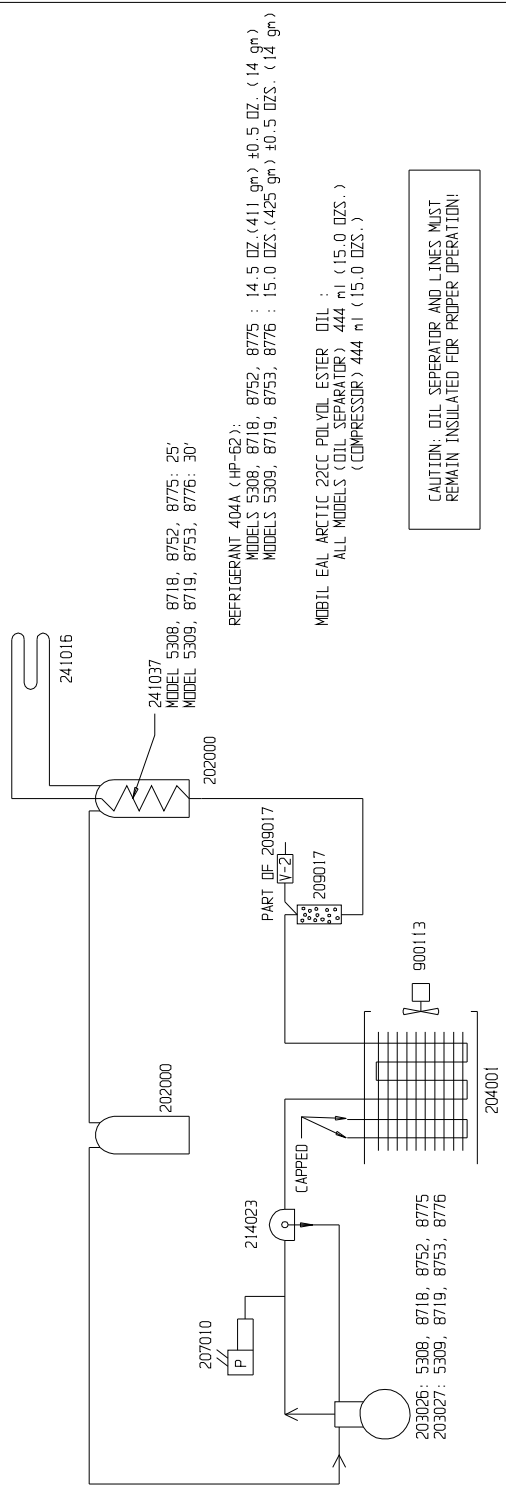 241016
241037
MODEL 5308, 8718, 8752, 8775: 25'
MODEL 5309, 8719, 8753, 8776: 30'
202000
REFRIGERANT 404A (HP-62):
MODELS 5308, 8718, 8752, 8775 : 14.5 OZ.(411 gm) ±0.5 OZ. (14 gm)
MODELS 5309, 8719, 8753, 8776 : 15.0 OZS.(425 gm) ±0.5 OZS. (14 gm)
MOBIL EAL ARCTIC 22CC POLYOL ESTER OIL :
ALL MODELS (OIL SEPARATOR) 444 ml (15.0 OZS.)
(COMPRESSOR) 444 ml (15.0 OZS.)
CAUTION: OIL SEPERATOR AND LINES MUST
REMAIN INSULATED FOR PROPER OPERATION!
PART OF 209017
V-2
209017
900113
202000
CAPPED
204001
214023
207010
P
203026: 5308, 8718, 8752, 8775
203027: 5309, 8719, 8753, 8776